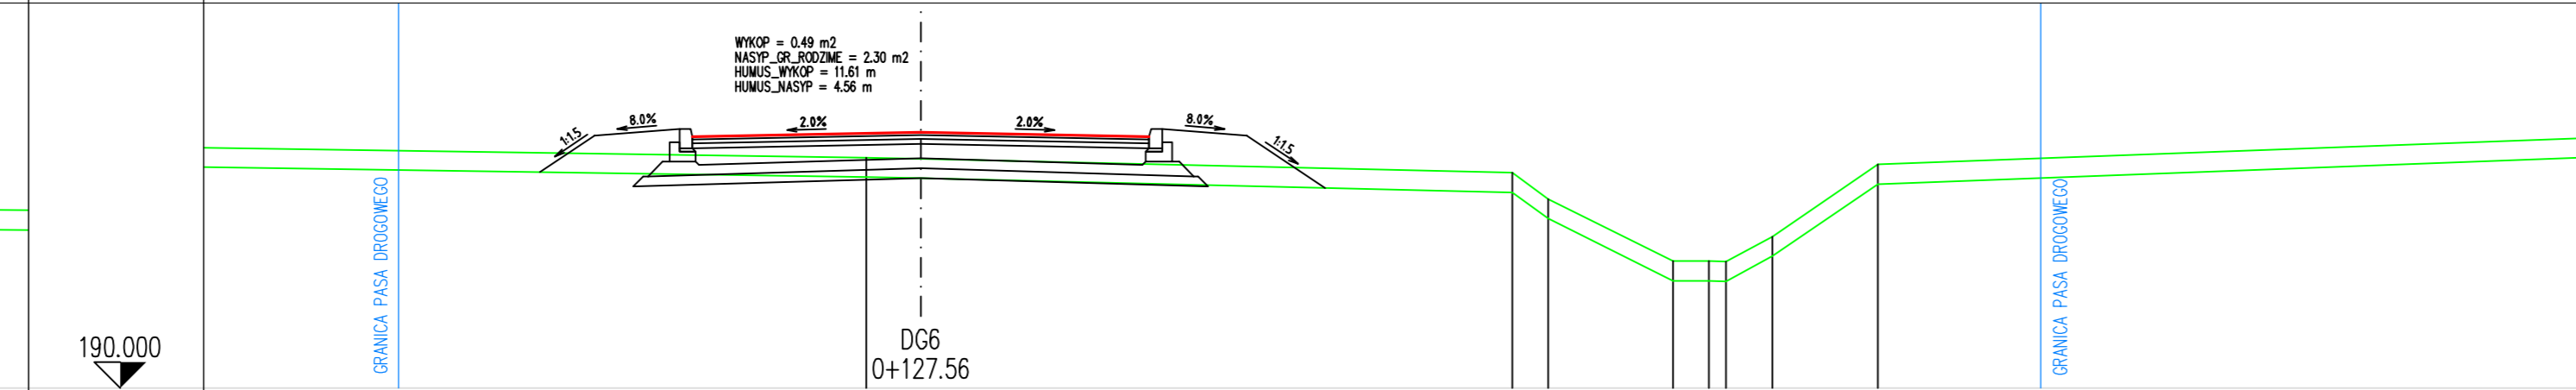 WYKOP = 0.49 m2
NASYP_GR_RODZIME = 2.30 m2
HUMUS_WYKOP = 11.61 m
HUMUS_NASYP = 4.56 m
1:1.5
8.0%
2.0%
2.0%
8.0%
1:1.5
GRANICA PASA DROGOWEGO
GRANICA PASA DROGOWEGO
190.000
DG6
0+127.56